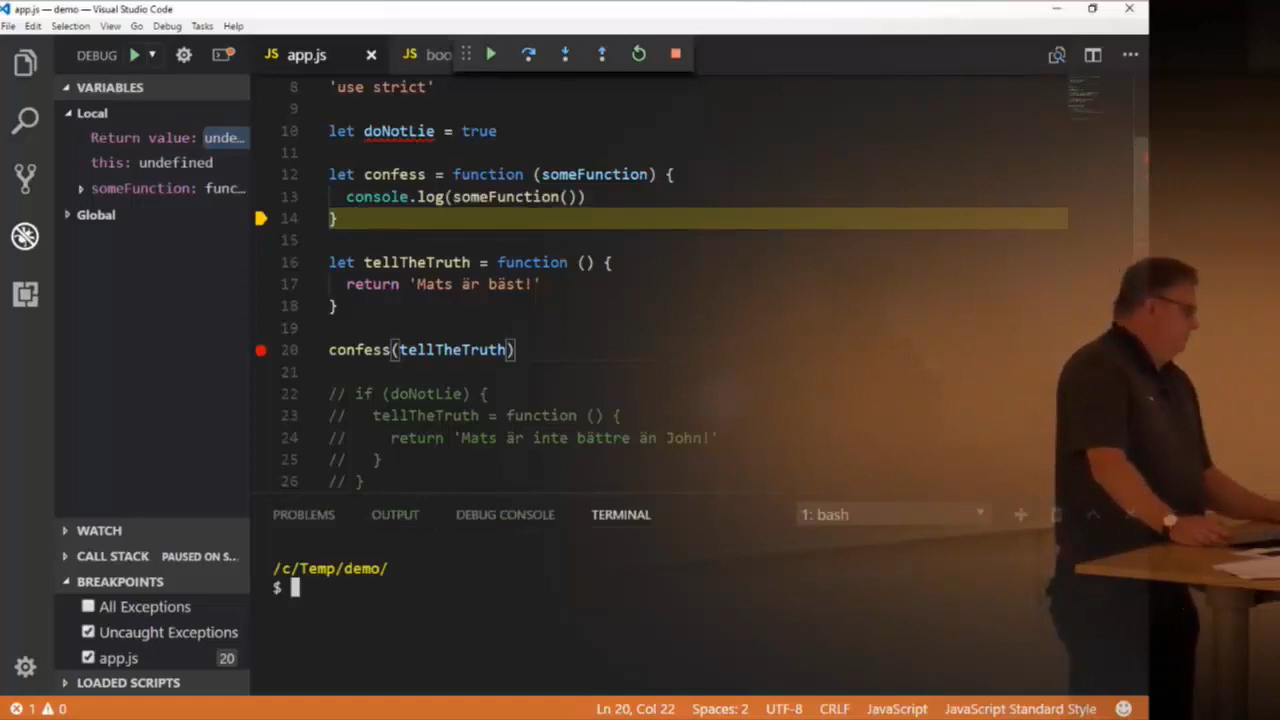 app.js — demo — Visual Studio Code
File Edit Selection View Go Debug Tasks Help
DEBUG
JS app.js
JS boo
VARIABLES
Local
Return value: unde…
this: undefined
someFunction: func…
Global
8 'use strict'
9
10 let doNotLie = true
11
12 let confess = function (someFunction) {
13 console.log(someFunction())
14 }
15
16 let tellTheTruth = function () {
17 return 'Mats är bäst!'
18 }
19
20 confess(tellTheTruth)
21
22 // if (doNotLie) {
23 // tellTheTruth = function () {
24 // return 'Mats är inte bättre än John!'
25 // }
26 // }
WATCH
CALL STACK PAUSED ON S…
BREAKPOINTS
All Exceptions
Uncaught Exceptions
app.js 20
LOADED SCRIPTS
PROBLEMS OUTPUT DEBUG CONSOLE TERMINAL 1: bash
/c/Temp/demo/
$
1 0 Ln 20, Col 22 Spaces: 2 UTF-8 CRLF JavaScript JavaScript Standard Style